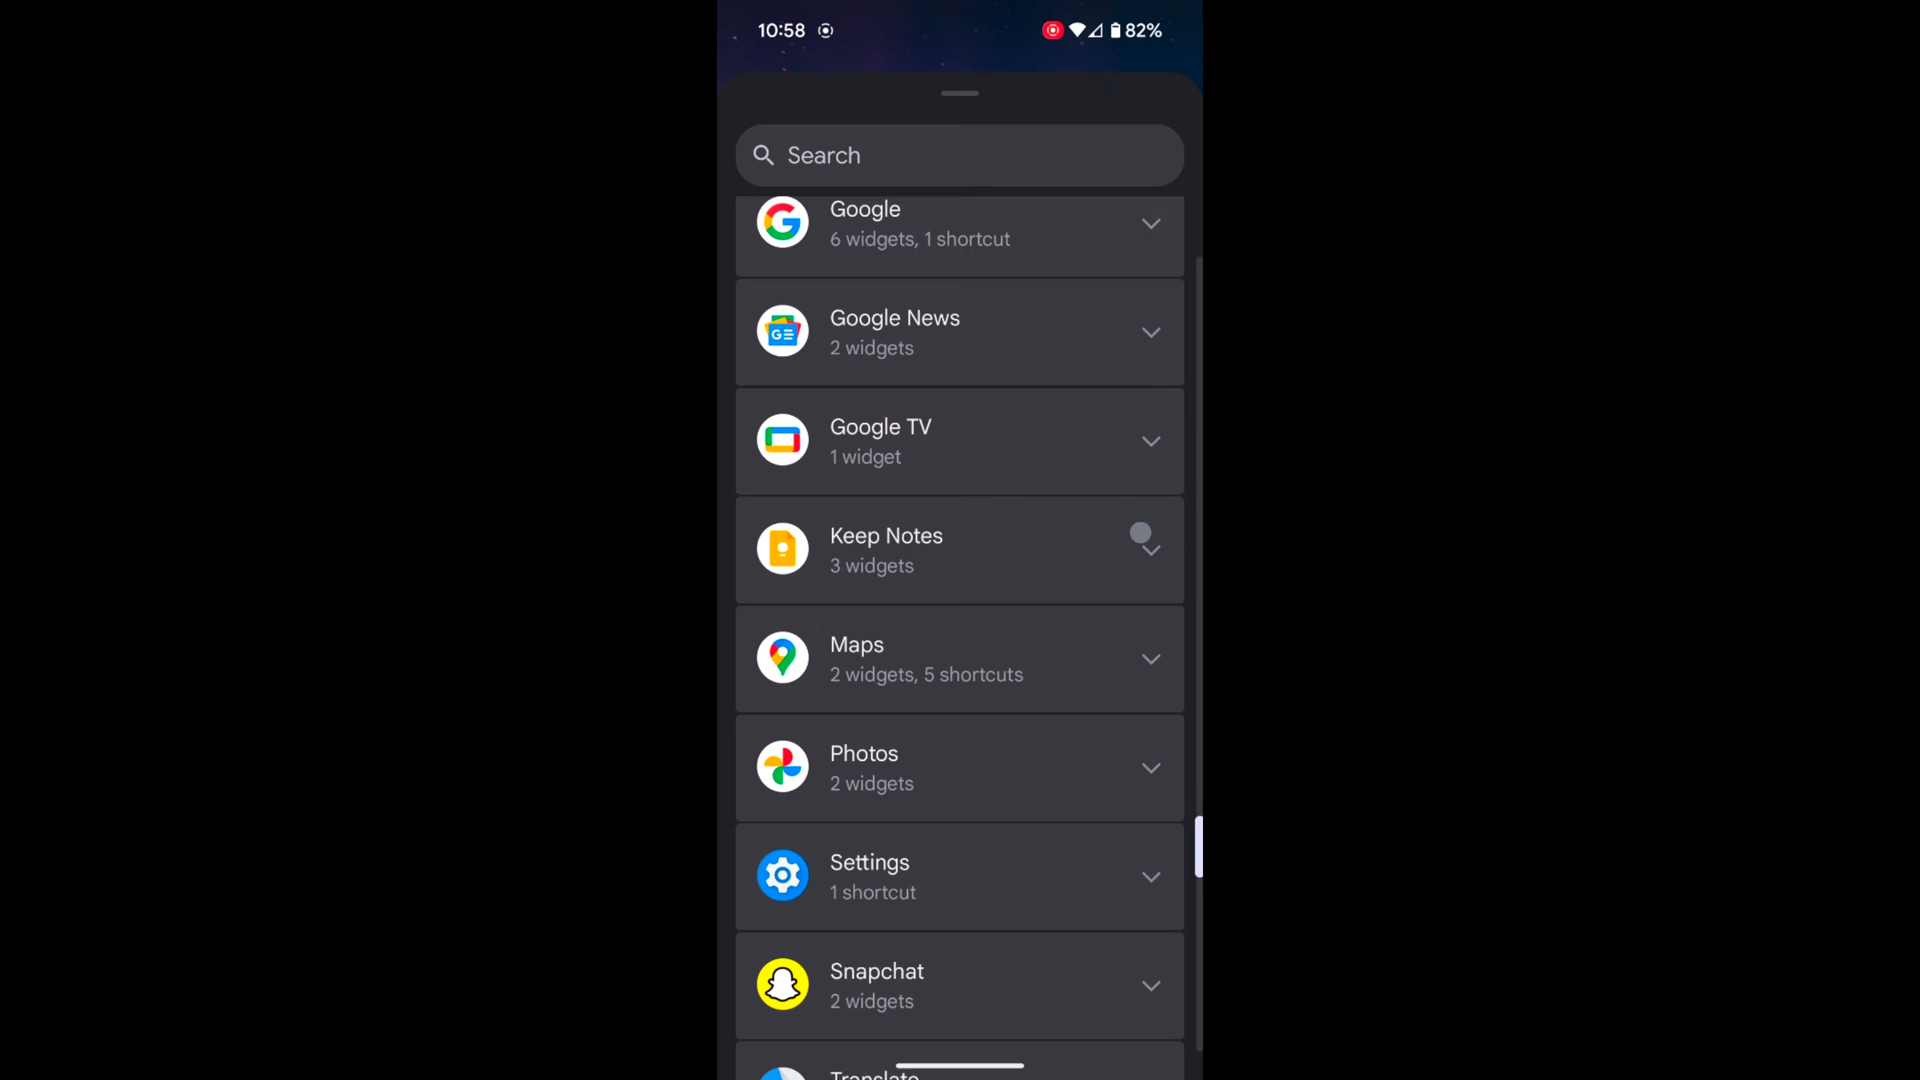 10:58
82%
Search
Google
6 widgets, 1 shortcut
Google News
2 widgets
Google TV
1 widget
Keep Notes
3 widgets
Maps
2 widgets, 5 shortcuts
Photos
2 widgets
Settings
1 shortcut
Snapchat
2 widgets
Translate